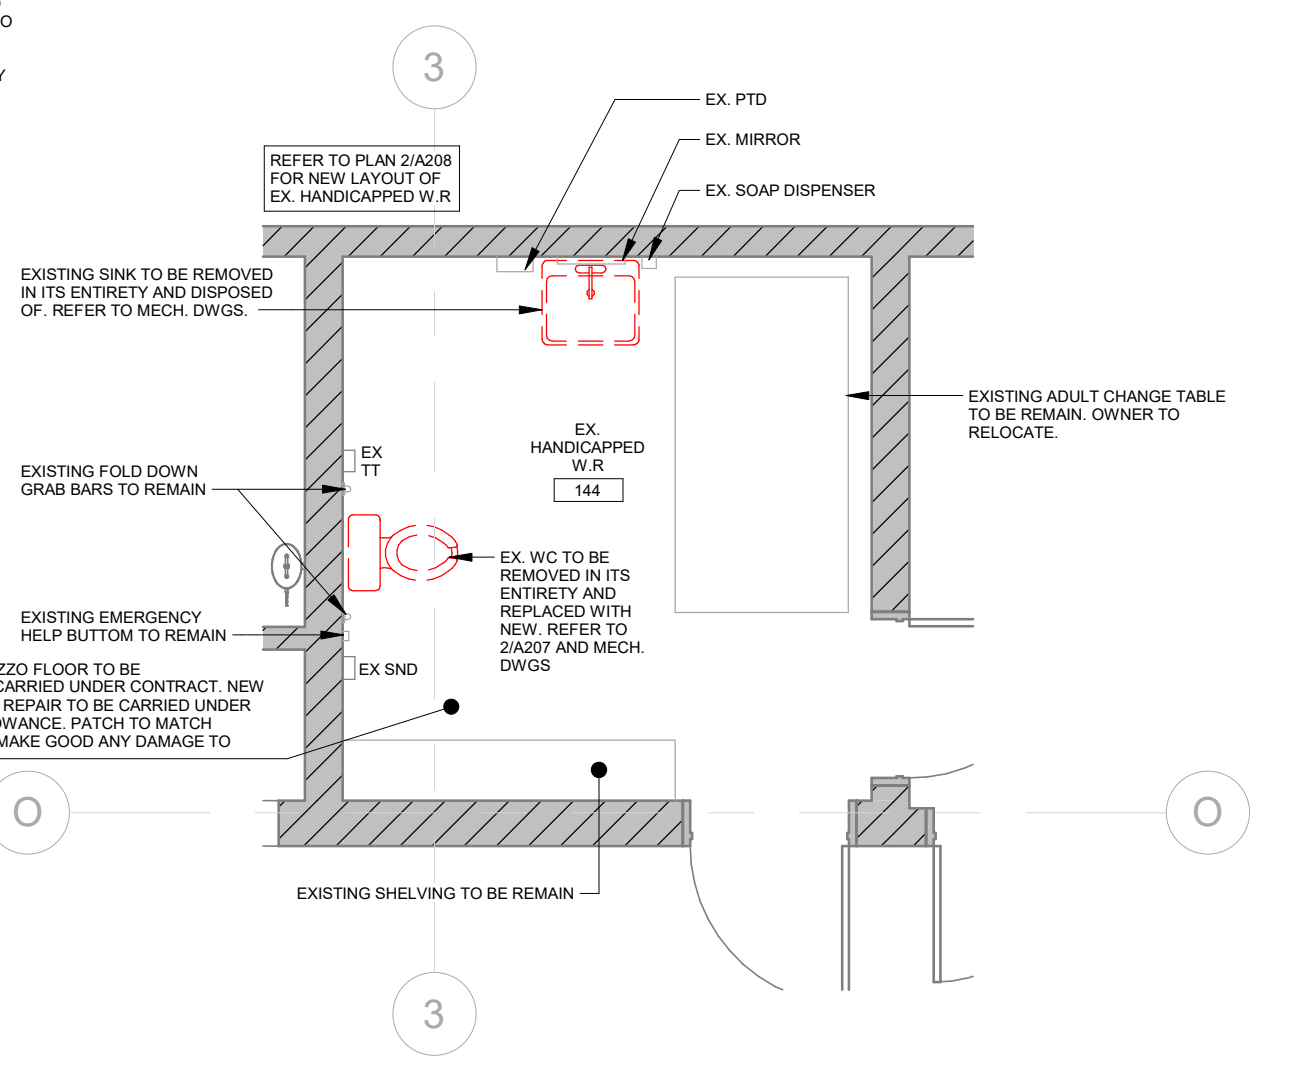 O
Y
3
REFER TO PLAN 2/A208
FOR NEW LAYOUT OF
EX. HANDICAPPED W.R
EX. PTD
EX. MIRROR
EX. SOAP DISPENSER
EXISTING SINK TO BE REMOVED
IN ITS ENTIRETY AND DISPOSED
OF. REFER TO MECH. DWGS.
EXISTING ADULT CHANGE TABLE
TO BE REMAIN. OWNER TO
RELOCATE.
EX.
HANDICAPPED
W.R
144
EX
TT
EXISTING FOLD DOWN
GRAB BARS TO REMAIN
EX. WC TO BE
REMOVED IN ITS
ENTIRETY AND
REPLACED WITH
NEW. REFER TO
2/A207 AND MECH.
DWGS
EXISTING EMERGENCY
HELP BUTTOM TO REMAIN
EX SND
ZZO FLOOR TO BE
CARRIED UNDER CONTRACT. NEW
REPAIR TO BE CARRIED UNDER
OWANCE. PATCH TO MATCH
MAKE GOOD ANY DAMAGE TO
O
O
EXISTING SHELVING TO BE REMAIN
3